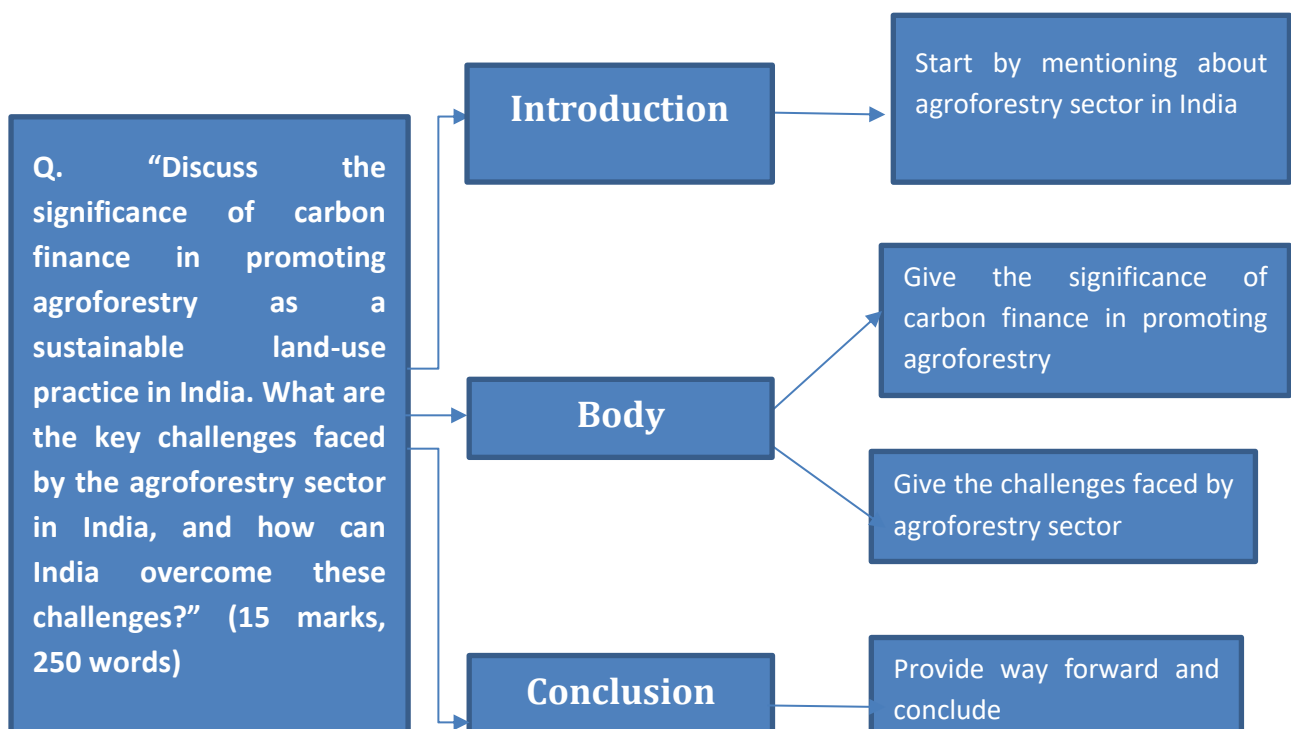 Q. “Discuss the
significance of carbon
finance in promoting
agroforestry as a
sustainable land-use
practice in India. What are
the key challenges faced
by the agroforestry sector
in India, and how can
India overcome these
challenges?” (15 marks,
250 words)
Introduction
Start by mentioning about
agroforestry sector in India
Body
Give the significance of
carbon finance in promoting
agroforestry
Give the challenges faced by
agroforestry sector
Conclusion
Provide way forward and
conclude